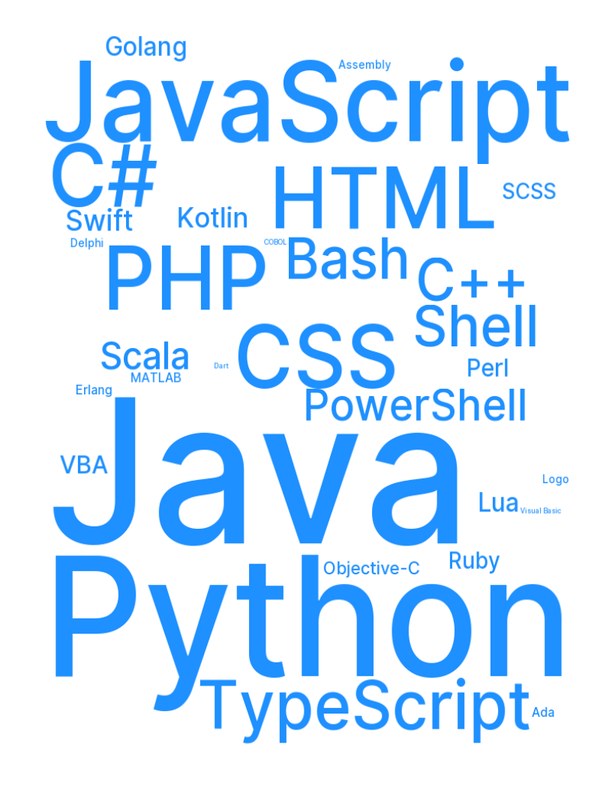 Golang
Assembly
JavaScript
C#
HTML
SCSS
Swift
Kotlin
Delphi
COBOL
PHP
Bash
C++
Shell
Scala
CSS
Dart
Perl
MATLAB
Erlang
PowerShell
Java
VBA
Logo
Lua
Visual Basic
Python
Objective-C
Ruby
TypeScript
Ada